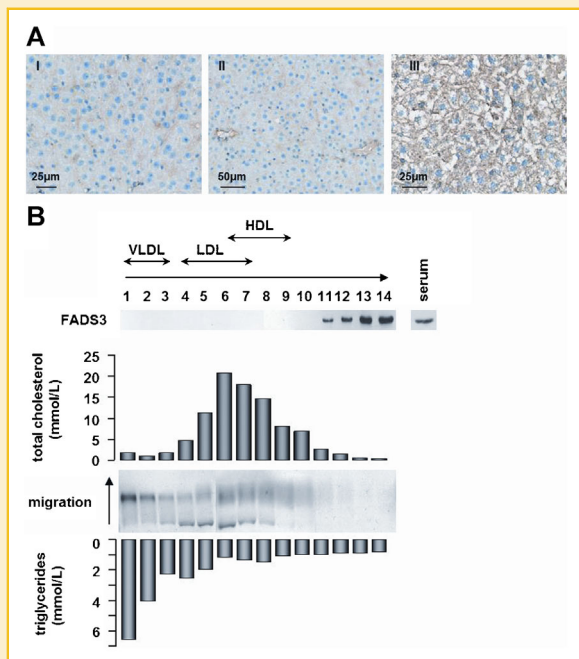 A
I
II
III
25µm
50µm
25µm
B
HDL
VLDL
LDL
1 2 3 4 5 6 7 8 9 10 11 12 13 14
serum
FADS3
total cholesterol
(mmol/L)
25
20
15
10
5
0
migration
triglycerides
(mmol/L)
0
2
4
6